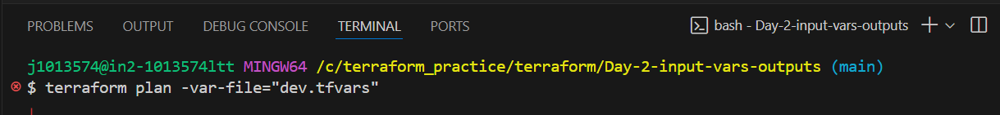 PROBLEMS OUTPUT DEBUG CONSOLE TERMINAL PORTS bash - Day-2-input-vars-outputs
j1013574@in2-1013574ltt MINGW64 /c/terraform_practice/terraform/Day-2-input-vars-outputs (main)
$ terraform plan -var-file="dev.tfvars"